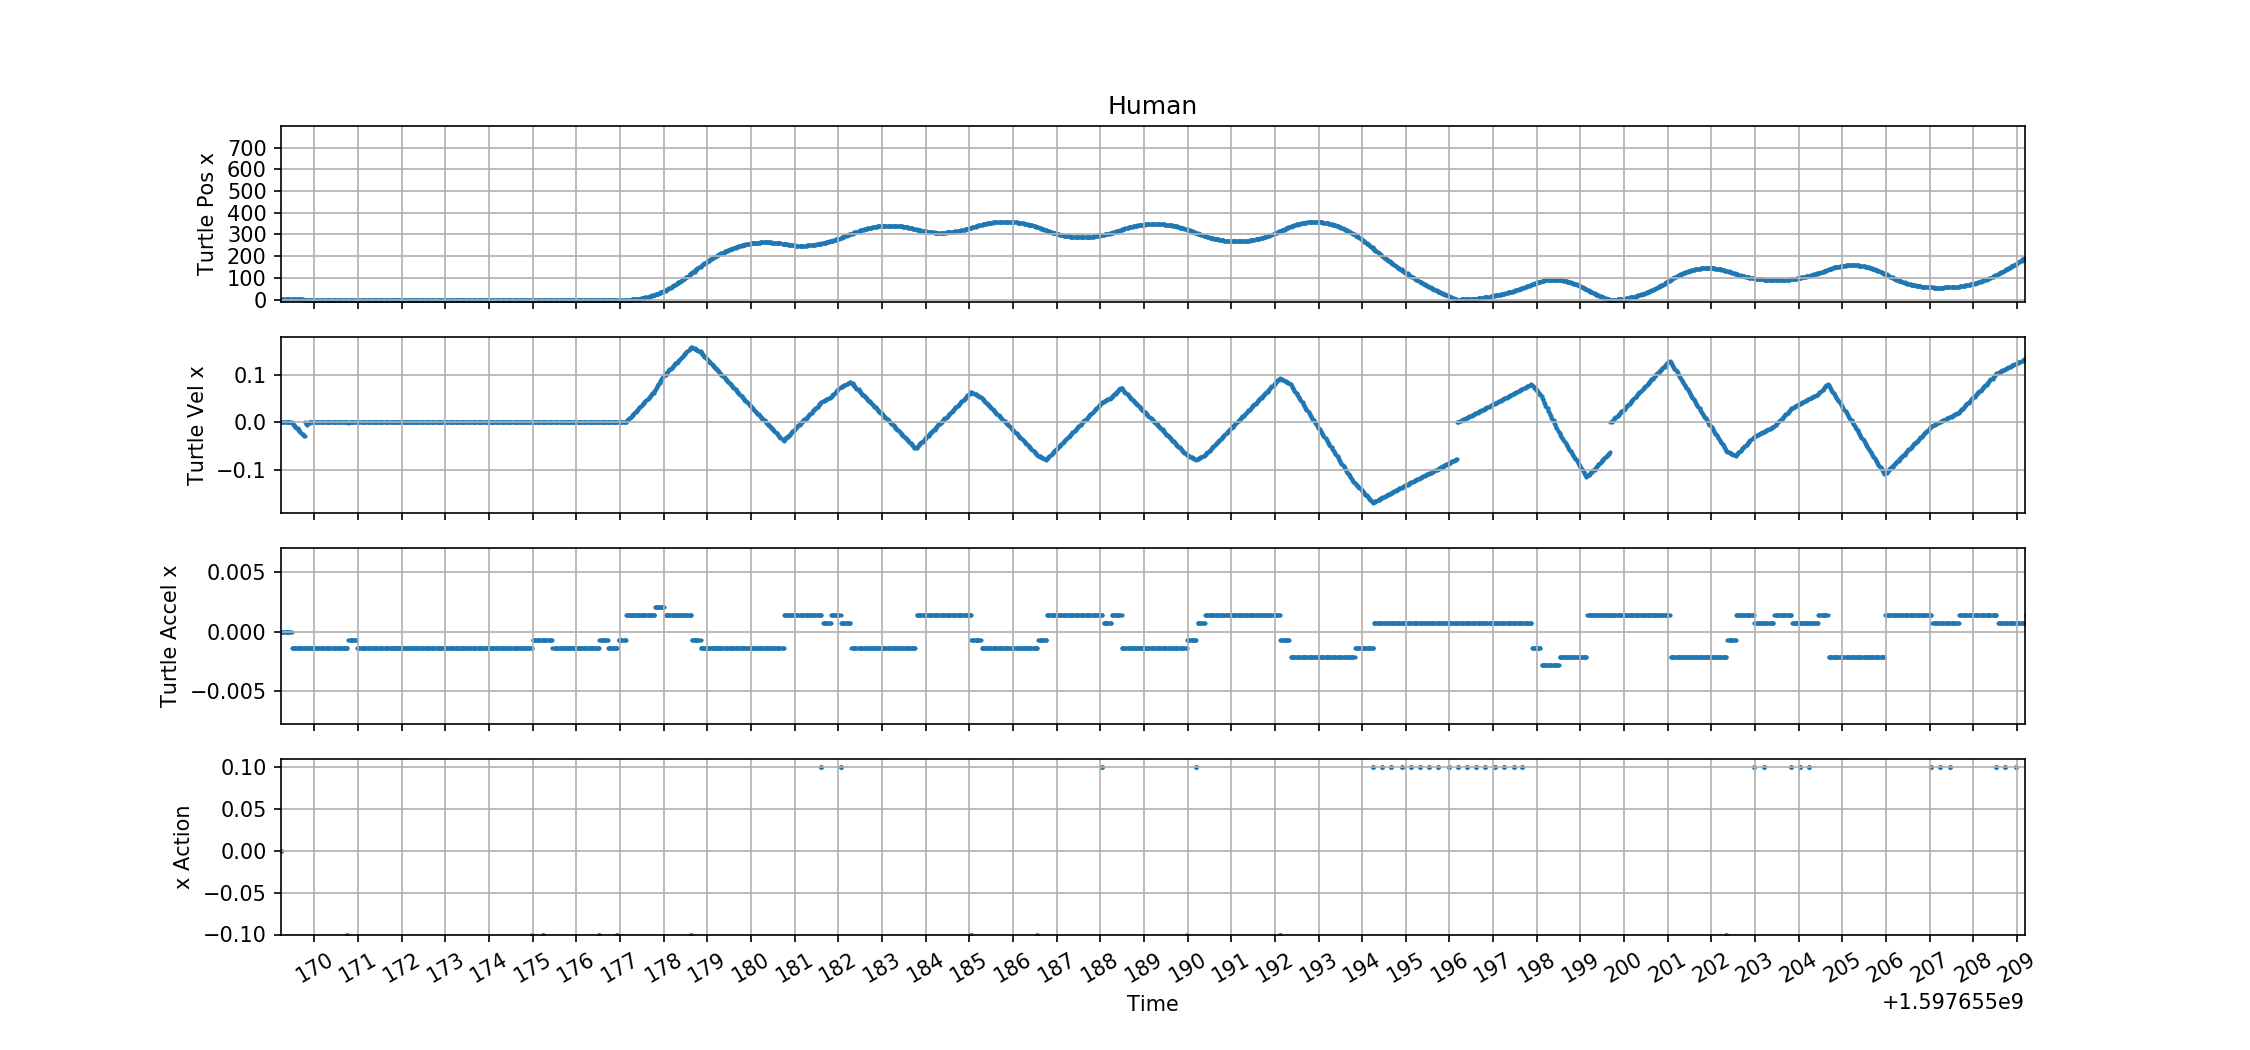 Human
Turtle Pos x
700
600
500
400
300
200
100
0
Turtle Vel x
0.1
0.0
−0.1
Turtle Accel x
0.005
0.000
−0.005
x Action
0.10
0.05
0.00
−0.05
−0.10
170 171 172 173 174 175 176 177 178 179 180 181 182 183 184 185 186 187 188 189 190 191 192 193 194 195 196 197 198 199 200 201 202 203 204 205 206 207 208 209
Time
+1.597655e9